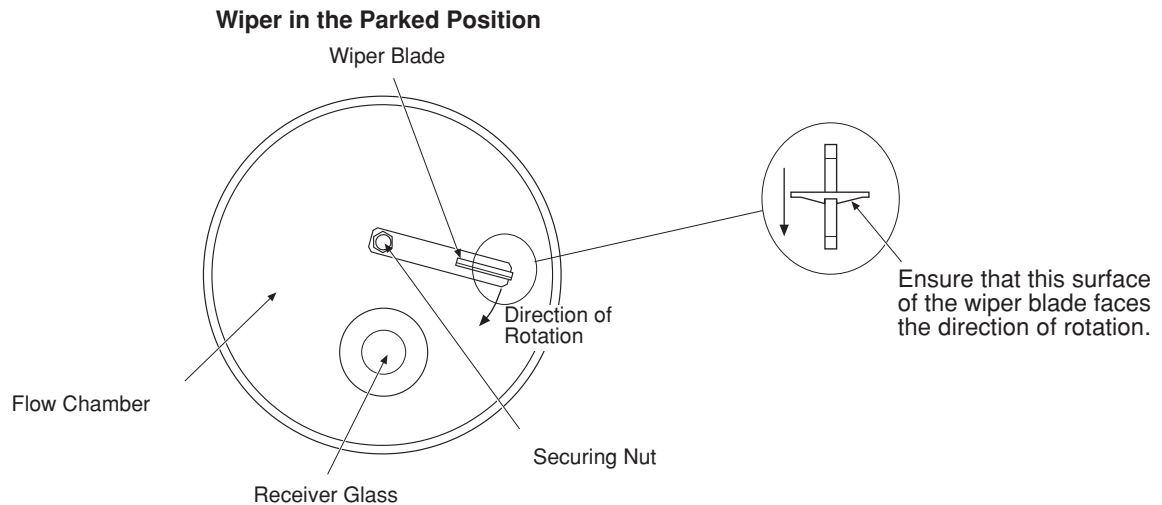 Wiper in the Parked Position
Wiper Blade
Ensure that this surface
of the wiper blade faces
the direction of rotation.
Direction of
Rotation
Flow Chamber
Securing Nut
Receiver Glass